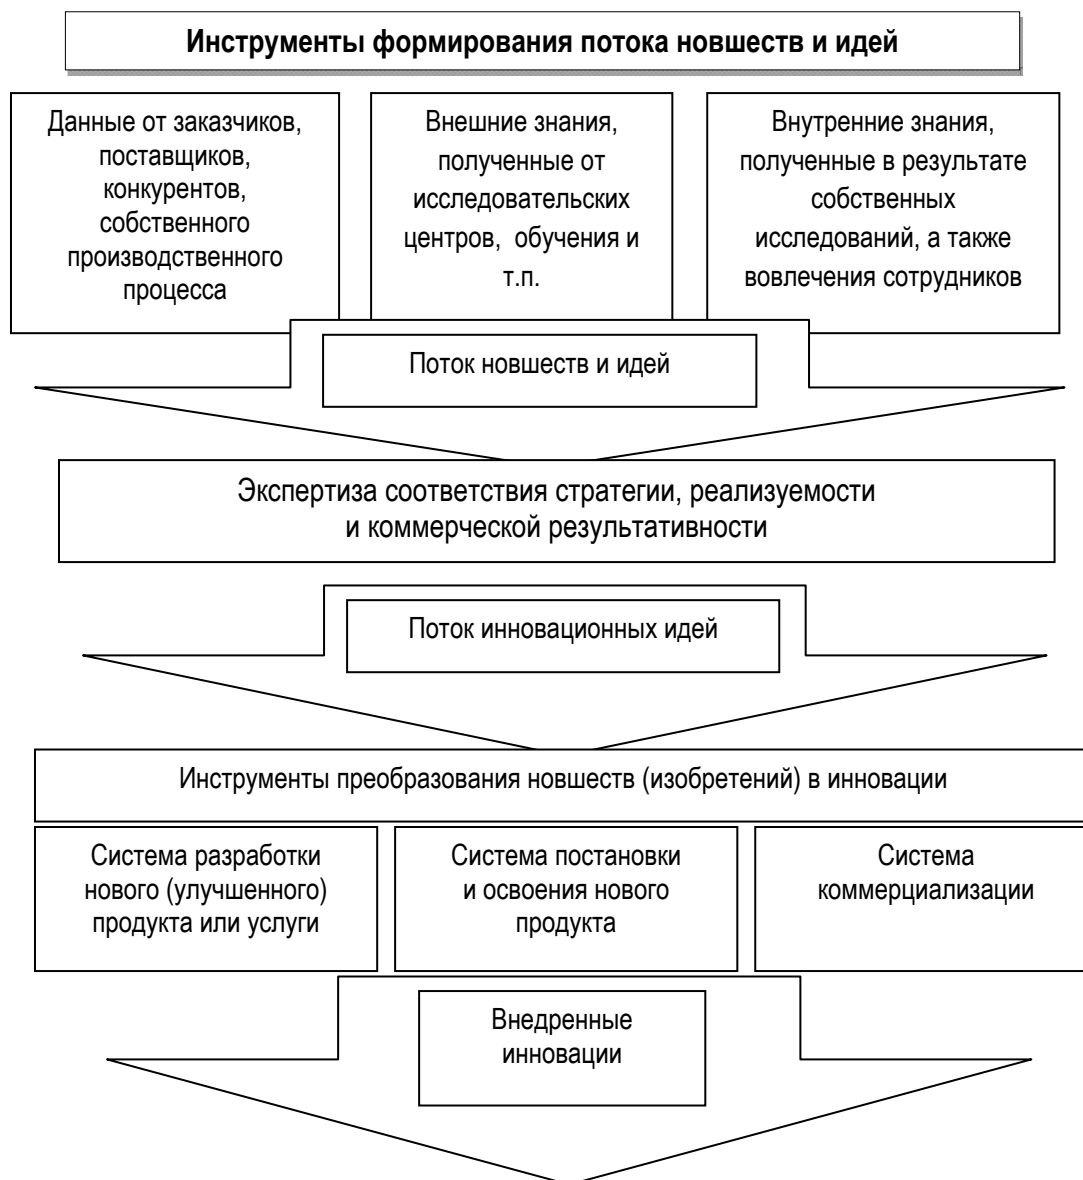 Инструменты формирования потока новшеств и идей
Данные от заказчиков,
поставщиков,
конкурентов,
собственного
производственного
процесса
Внешние знания,
полученные от
исследовательских
центров, обучения и
т.п.
Внутренние знания,
полученные в результате
собственных
исследований, а также
вовлечения сотрудников
Поток новшеств и идей
Экспертиза соответствия стратегии, реализуемости
и коммерческой результативности
Поток инновационных идей
Инструменты преобразования новшеств (изобретений) в инновации
Система разработки
нового (улучшенного)
продукта или услуги
Система постановки
и освоения нового
продукта
Система
коммерциализации
Внедренные
инновации